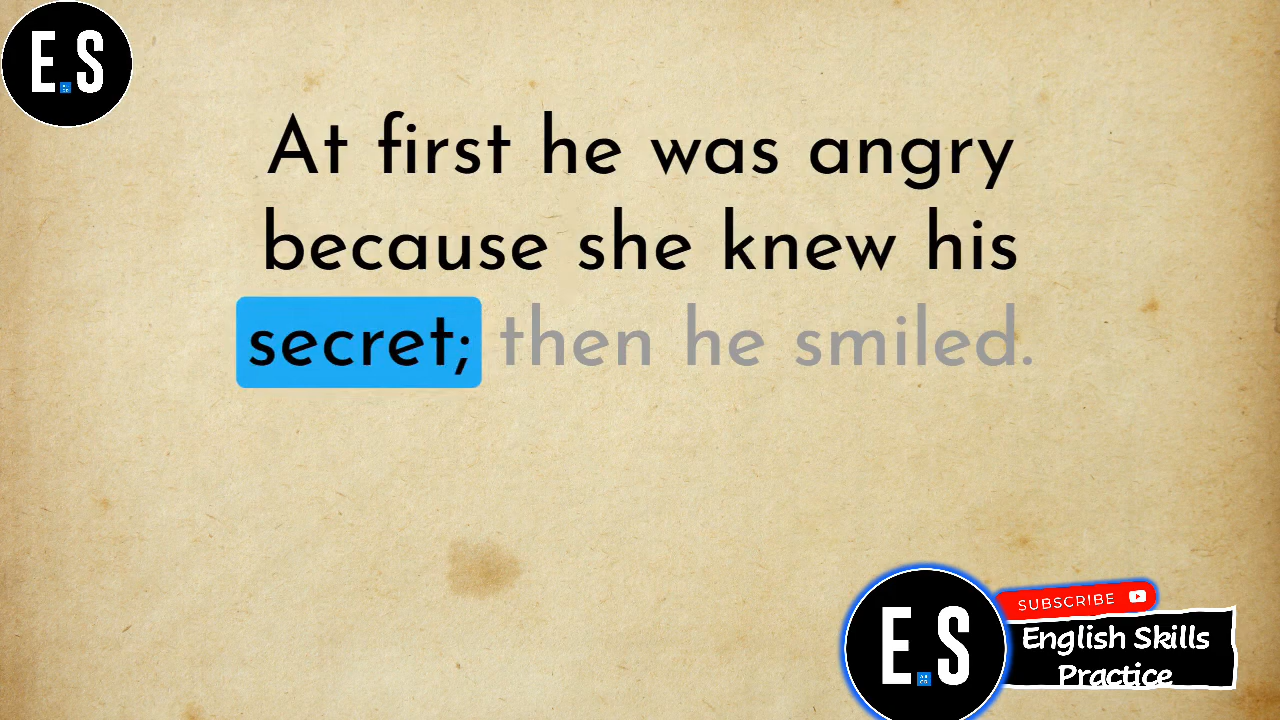 E.S
At first he was angry
because she knew his
secret; then he smiled.
E.S
SUBSCRIBE
English Skills
Practice